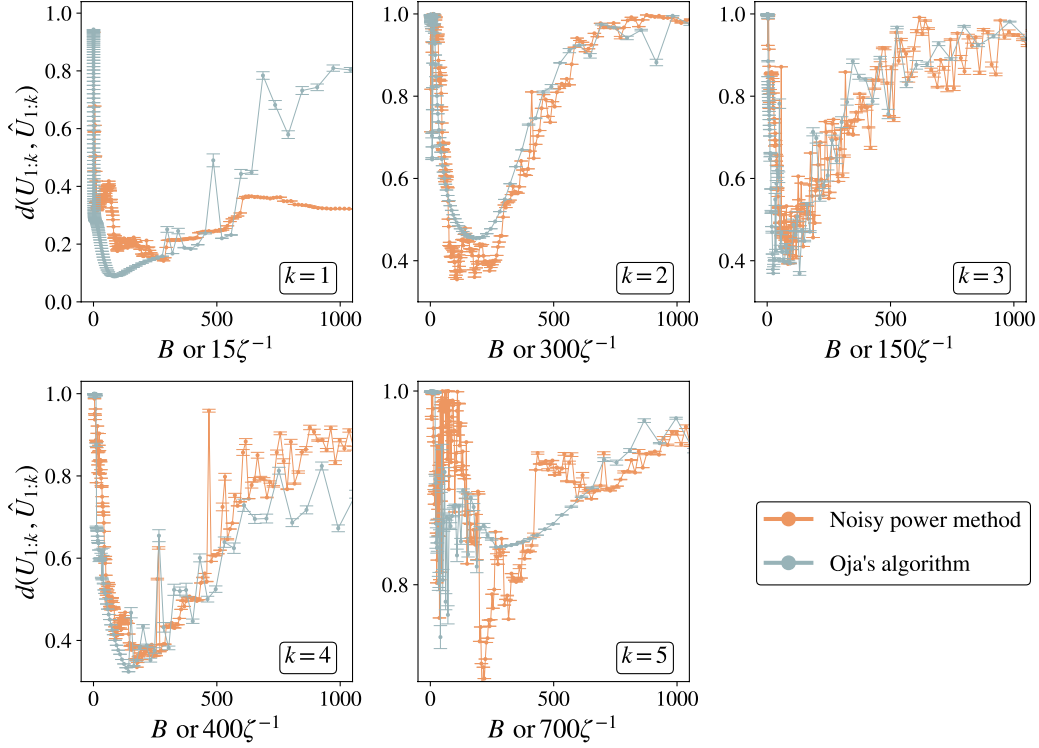 d(U₁:ₖ, Û₁:ₖ)
1.0
0.8
0.6
0.4
0.2
0.0
k = 1
0 500 1000
B or 15ζ⁻¹
1.0
0.8
0.6
0.4
k = 2
0 500 1000
B or 300ζ⁻¹
1.0
0.8
0.6
0.4
k = 3
0 500 1000
B or 150ζ⁻¹
d(U₁:ₖ, Û₁:ₖ)
1.0
0.8
0.6
0.4
k = 4
0 500 1000
B or 400ζ⁻¹
1.0
0.8
k = 5
0 500 1000
B or 700ζ⁻¹
Noisy power method
Oja's algorithm